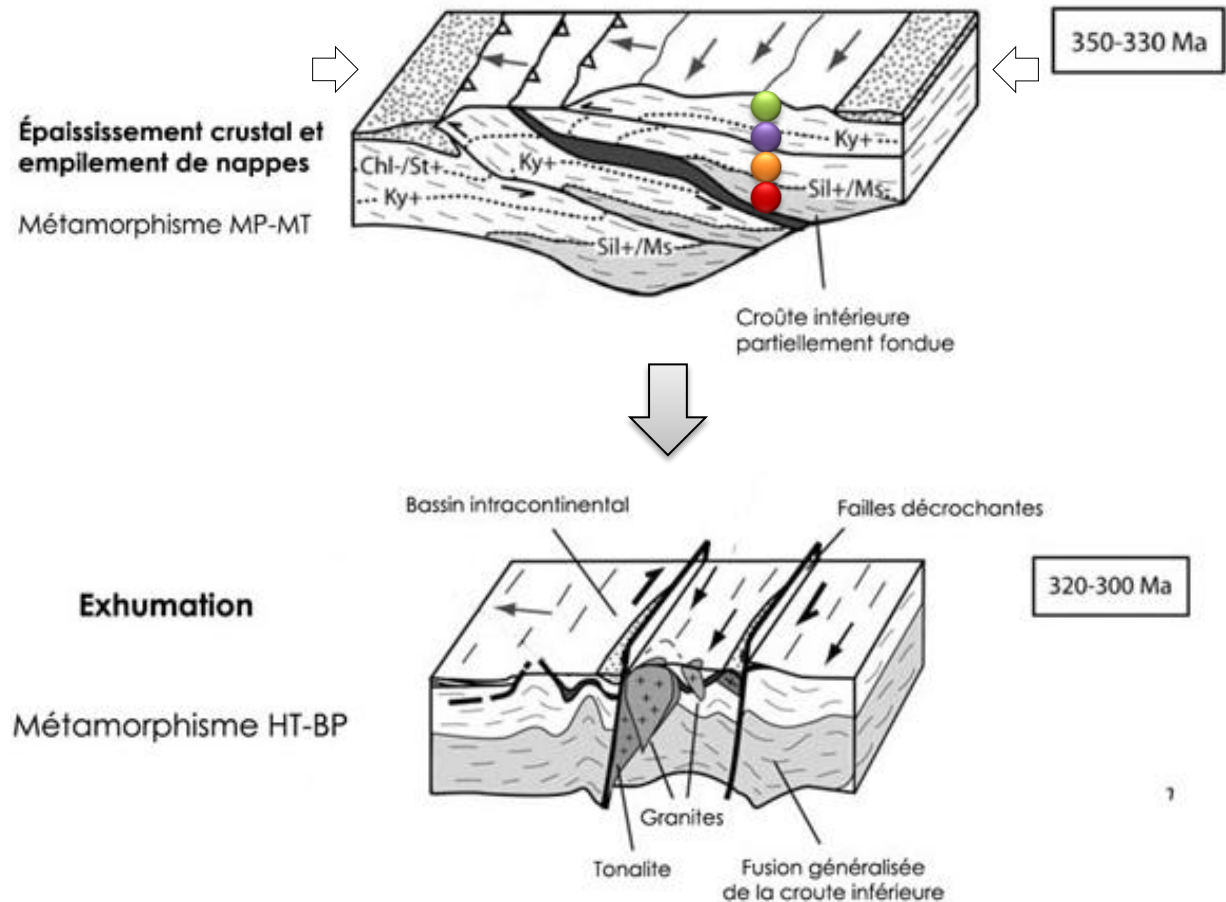 350-330 Ma
Épaississement crustal et
empilement de nappes
Métamorphisme MP-MT
Chl-/St+
Ky+
Ky+
Ky+
Sil+/Ms-
Sil+/Ms
Croûte intérieure
partiellement fondue
Bassin intracontinental
Failles décrochantes
Exhumation
320-300 Ma
Métamorphisme HT-BP
Granites
Tonalite
Fusion généralisée
de la croute inférieure